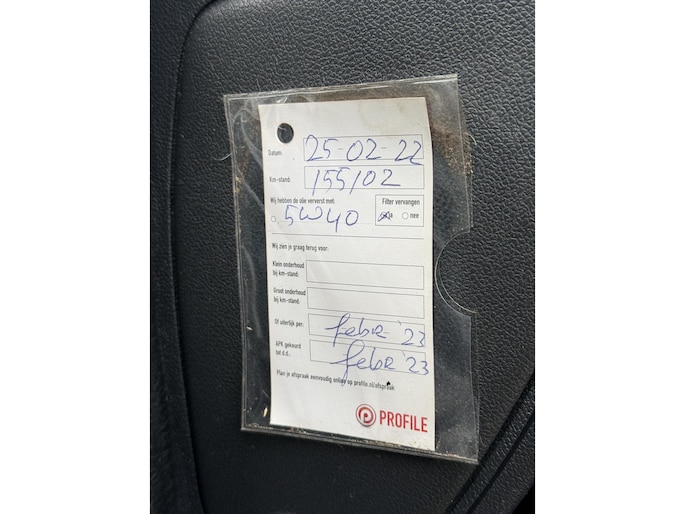 Datum: 25-02-22
Km-stand: 155102
Wij hebben de olie ververst met:
Filter vervangen
5W40
ja nee
Wij zien je graag terug voor:
Klein onderhoud
bij km-stand:
Groot onderhoud
bij km-stand:
Of uiterlijk per: febr '23
APK gekeurd
tot d.d.: febr '23
Plan je afspraak eenvoudig online op profile.nl/afspraak
PROFILE